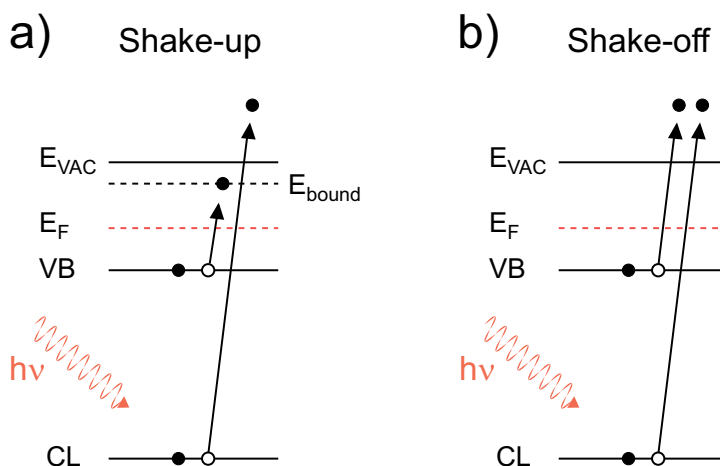 a) Shake-up
E_VAC
E_bound
E_F
VB
hν
CL
b) Shake-off
E_VAC
E_F
VB
hν
CL